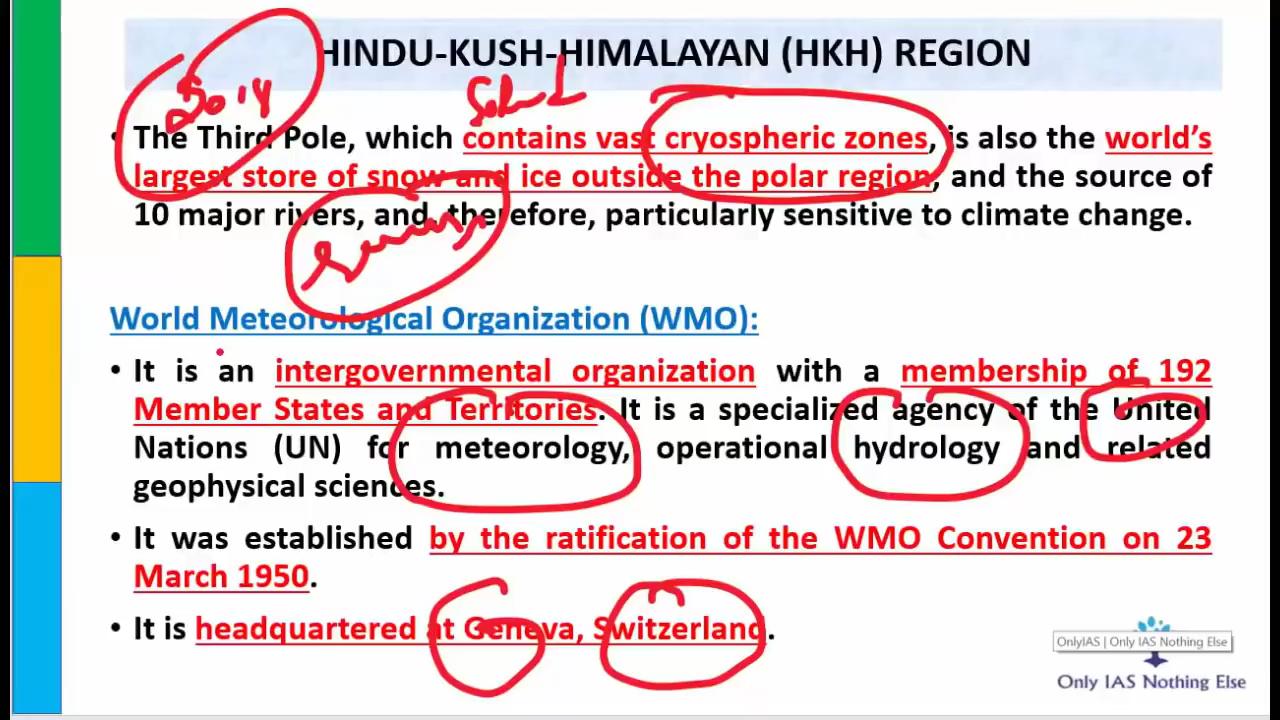 HINDU-KUSH-HIMALAYAN (HKH) REGION
• The Third Pole, which contains vast cryospheric zones, is also the world's
largest store of snow and ice outside the polar region, and the source of
10 major rivers, and, therefore, particularly sensitive to climate change.
World Meteorological Organization (WMO):
• It is an intergovernmental organization with a membership of 192
Member States and Territories. It is a specialized agency of the United
Nations (UN) for meteorology, operational hydrology and related
geophysical sciences.
• It was established by the ratification of the WMO Convention on 23
March 1950.
• It is headquartered at Geneva, Switzerland.
OnlyIAS | Only IAS Nothing Else
Only IAS Nothing Else